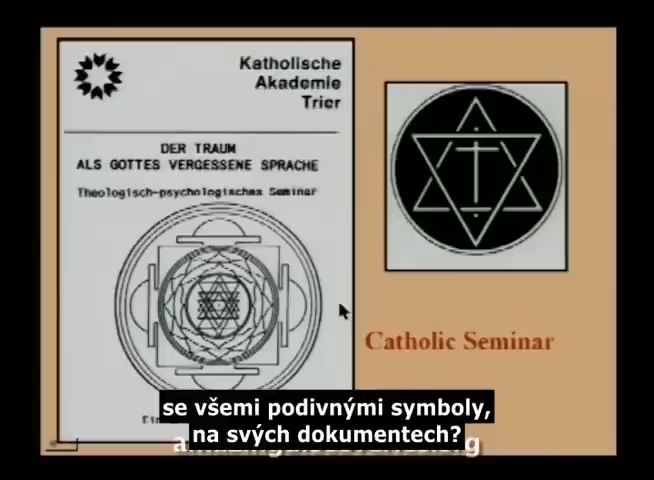 Katholische
Akademie
Trier
DER TRAUM
ALS GOTTES VERGESSENE SPRACHE
Theologisch-psychologisches Seminar
Catholic Seminar
se všemi podivnými symboly,
na svých dokumentech?